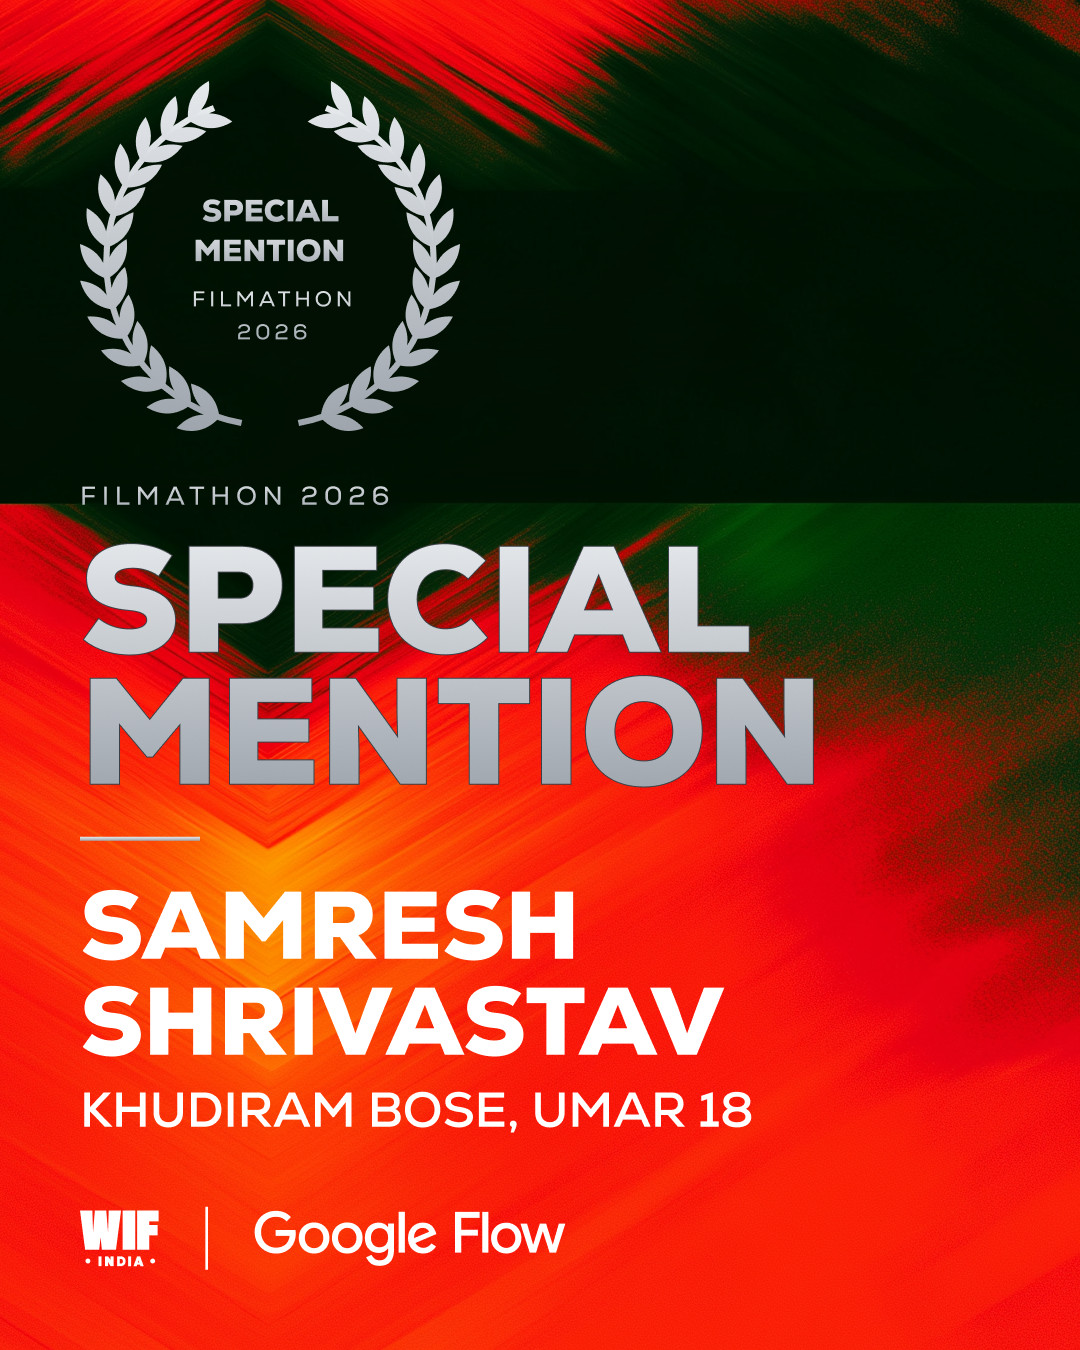 SPECIAL
MENTION
FILMATHON
2026
FILMATHON 2026
SPECIAL
MENTION
SAMRESH
SHRIVASTAV
KHUDIRAM BOSE, UMAR 18
WIF
• INDIA •
Google Flow